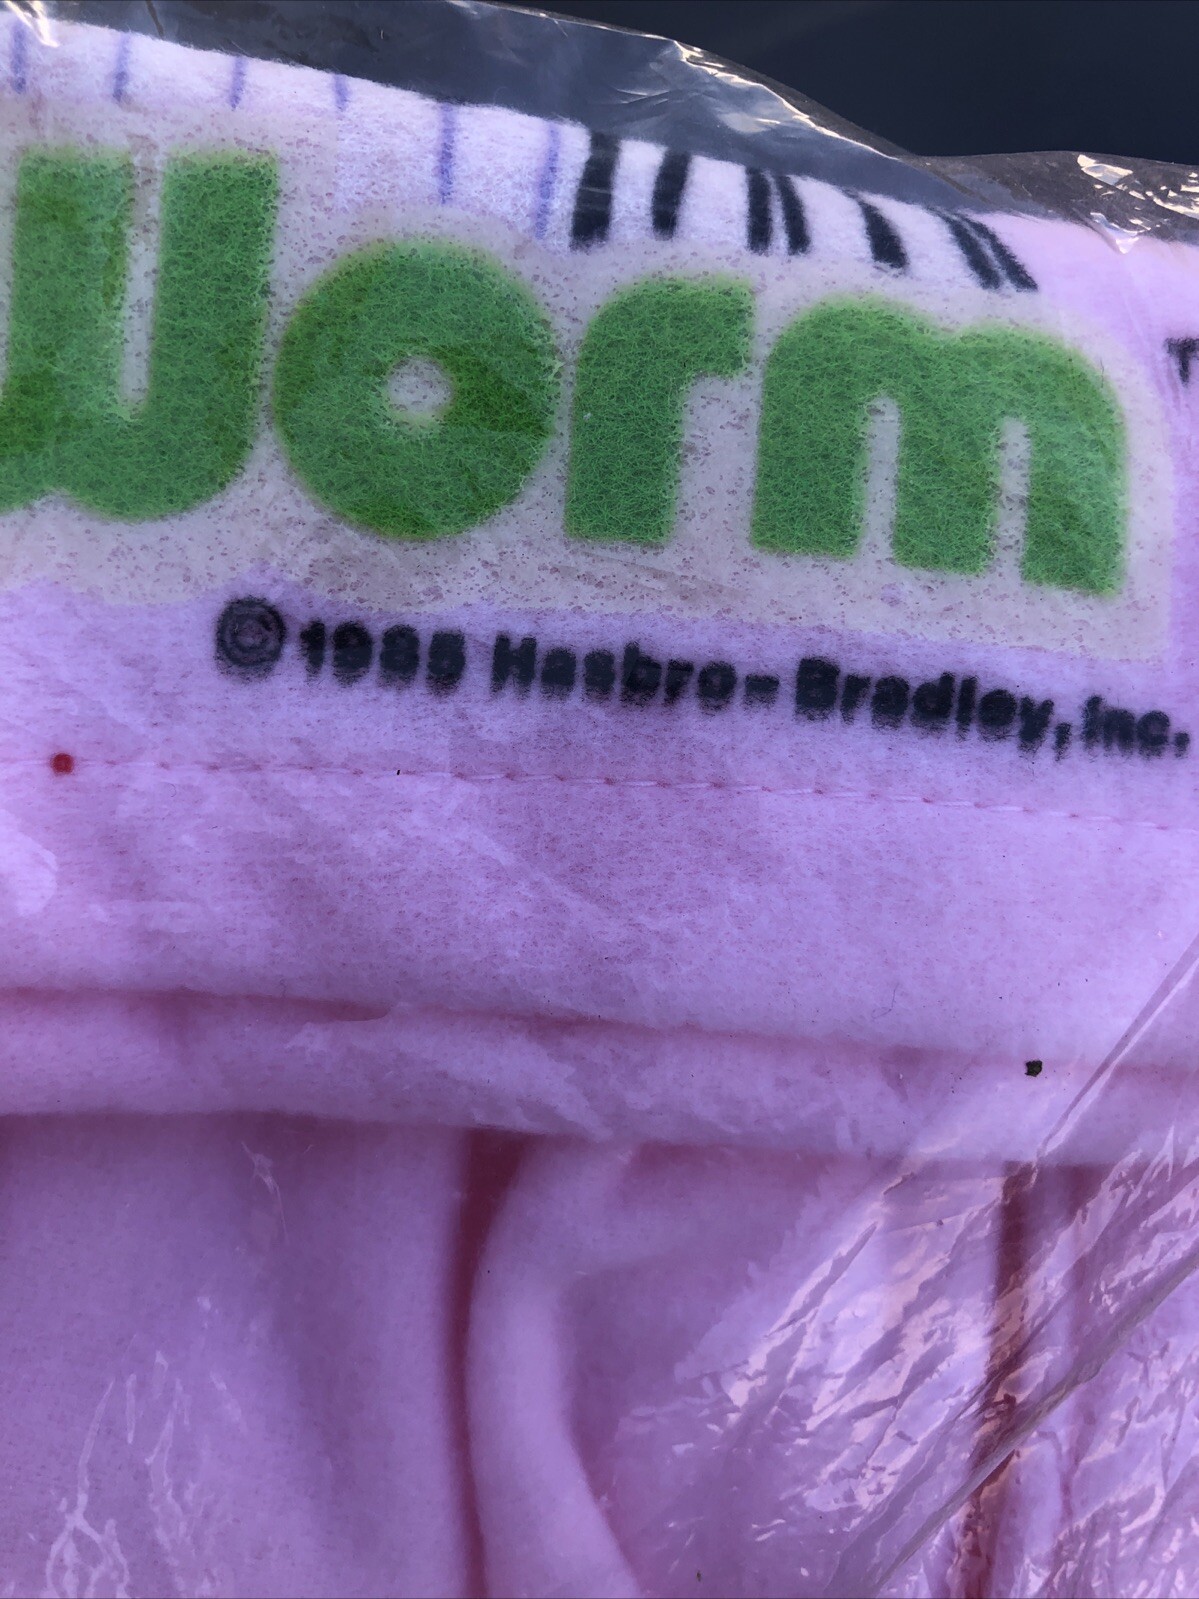 worm
© 1985 Hasbro-Bradley, Inc.